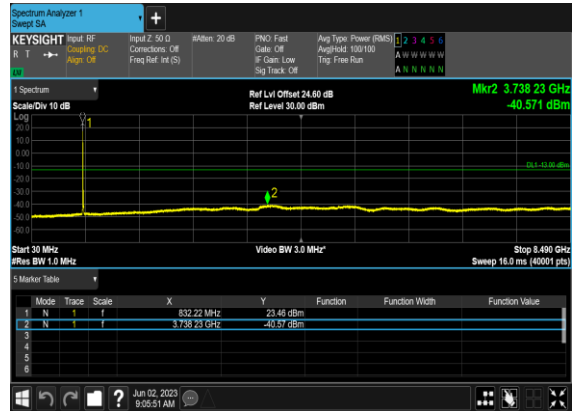 Spectrum Analyzer 1
Swept SA
KEYSIGHT Input: RF Input Z: 50 Ω #Atten: 20 dB PNO: Fast Avg Type: Power (RMS) 1 2 3 4 5 6
R T Coupling: DC Corrections: Off Gate: Off Avg|Hold: 100/100 A W W W W W
Align: Off Freq Ref: Int (S) IF Gain: Low Trig: Free Run
Sig Track: Off A N N N N N
1 Spectrum Ref Lvl Offset 24.60 dB Mkr2 3.738 23 GHz
Scale/Div 10 dB Ref Level 30.00 dBm -40.571 dBm
Log
20.0
10.0
0.00
-10.0
-20.0
-30.0
-40.0
-50.0
-60.0
1
2
DL1 -13.00 dBm
Start 30 MHz Video BW 3.0 MHz* Stop 8.490 GHz
#Res BW 1.0 MHz Sweep 16.0 ms (40001 pts)
5 Marker Table
Mode Trace Scale X Y Function Function Width Function Value
1 N 1 f 832.22 MHz 23.46 dBm
2 N 1 f 3.738 23 GHz -40.57 dBm
3
4
5
6
? Jun 02, 2023
9:05:51 AM